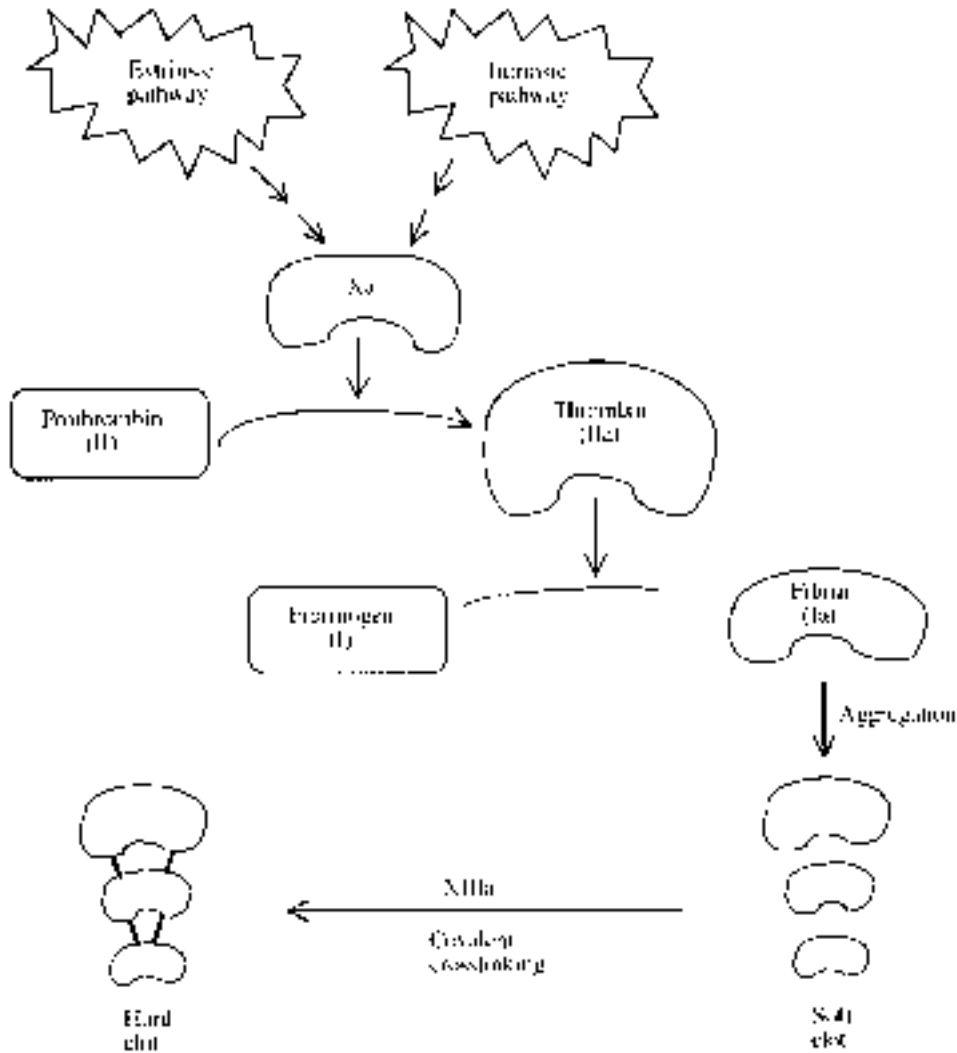 Extrinsic
pathway
Intrinsic
pathway
Xa
Prothrombin
(II)
Thrombin
(IIa)
Fibrinogen
(I)
Fibrin
(Ia)
Aggregation
XIIIa
Covalent
crosslinking
Hard
clot
Soft
clot